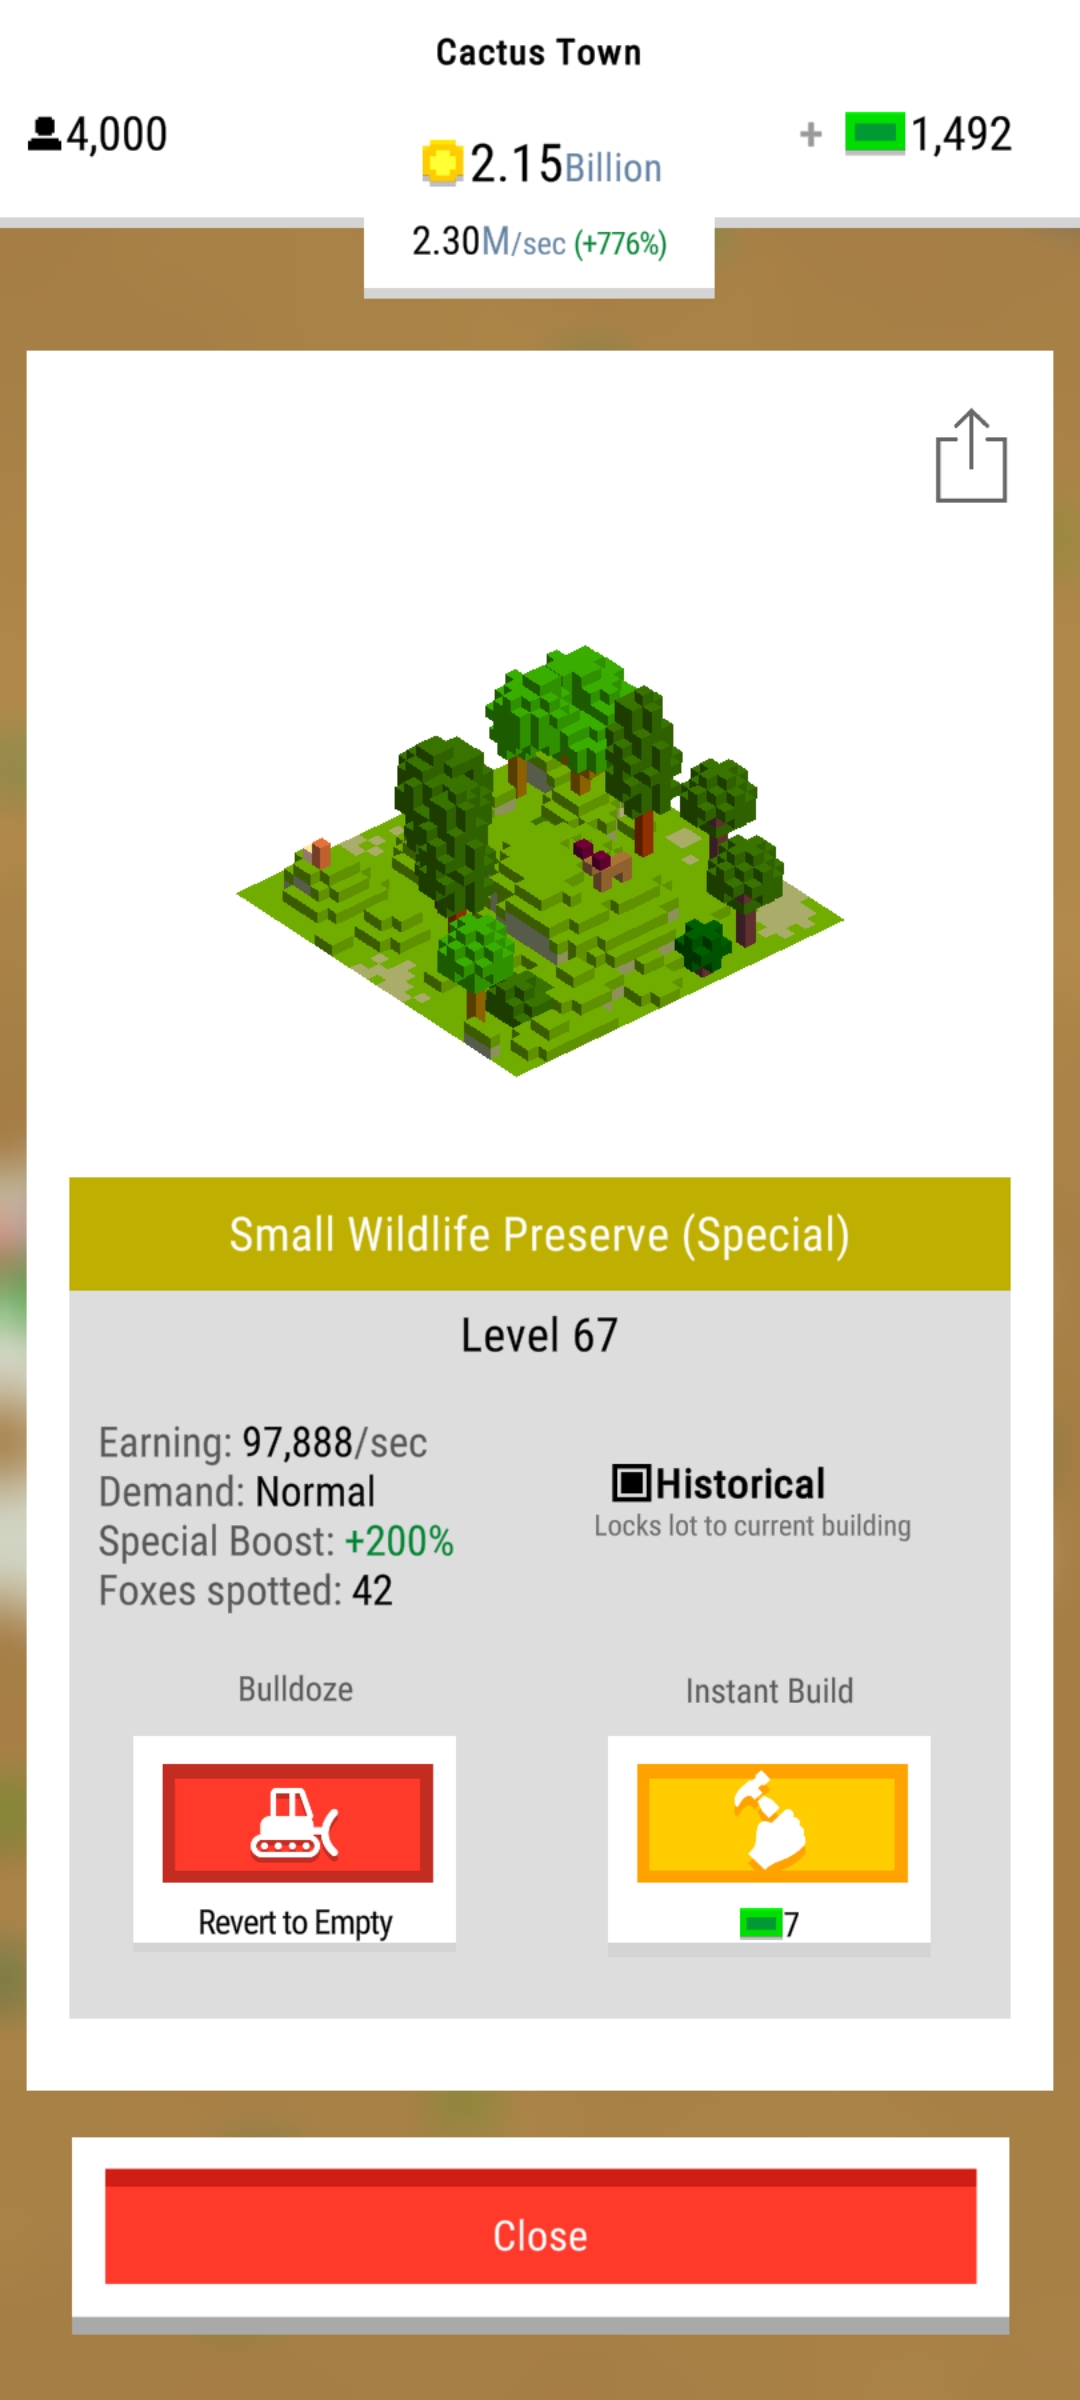 Cactus Town
4,000
2.15Billion
+ 1,492
2.30M/sec (+776%)
Small Wildlife Preserve (Special)
Level 67
Earning: 97,888/sec
Demand: Normal
Special Boost: +200%
Foxes spotted: 42
Historical
Locks lot to current building
Bulldoze
Revert to Empty
Instant Build
7
Close